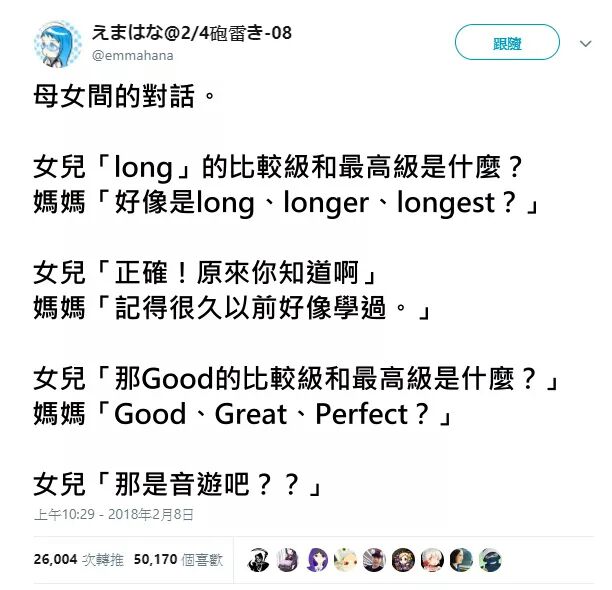 えまはな@2/4砲雷き-08
@emmahana
跟隨
母女間的對話。
女兒「long」的比較級和最高級是什麼？
媽媽「好像是long、longer、longest？」
女兒「正確！原來你知道啊」
媽媽「記得很久以前好像學過。」
女兒「那Good的比較級和最高級是什麼？」
媽媽「Good、Great、Perfect？」
女兒「那是音遊吧？？」
上午10:29 - 2018年2月8日
26,004 次轉推 50,170 個喜歡